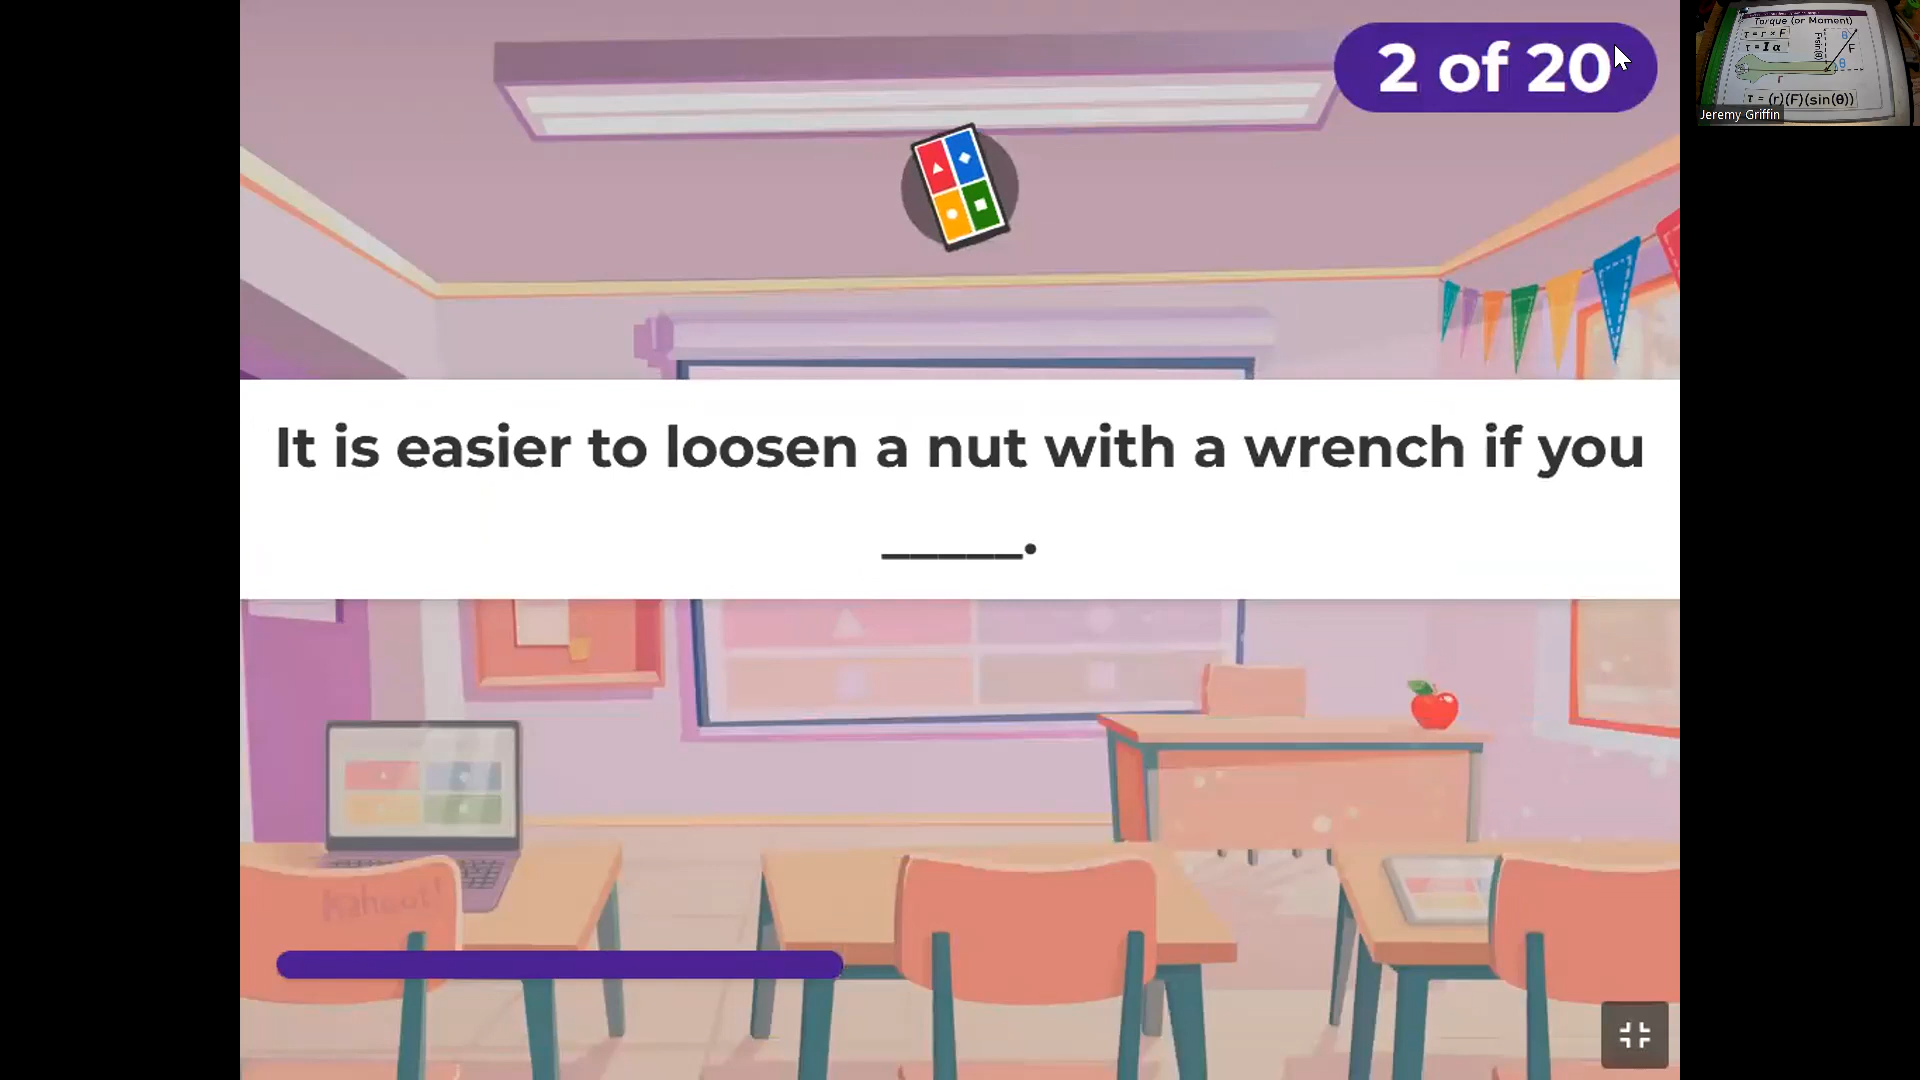 2 of 20
Torque (or Moment)
τ = r × F
τ = I α
F
θ
r
τ = (r)(F)(sin(θ))
Jeremy Griffin
It is easier to loosen a nut with a wrench if you
_____.
Kahoot!